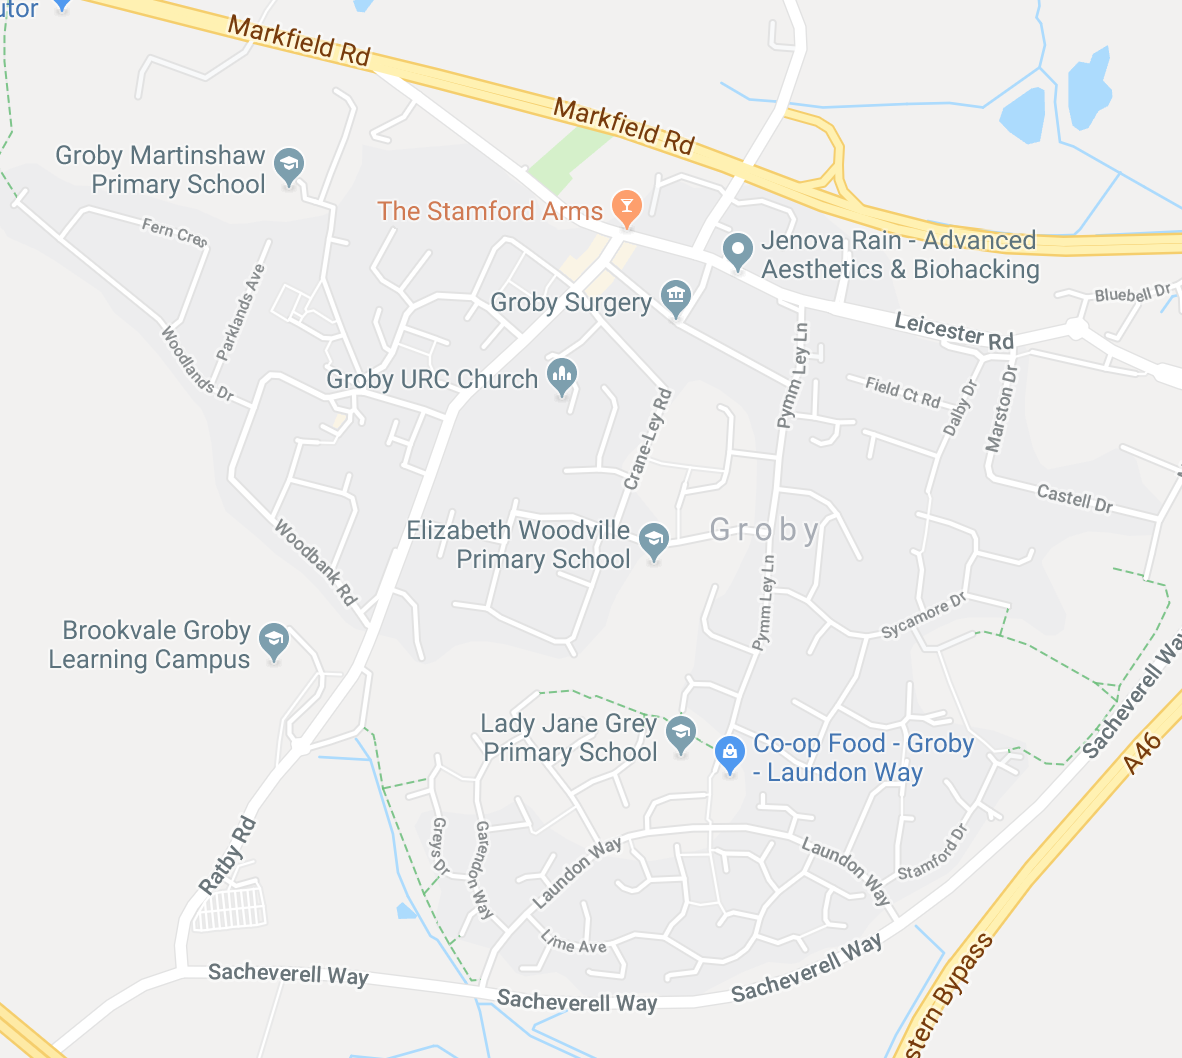 utor
Markfield Rd
Markfield Rd
Groby Martinshaw
Primary School
The Stamford Arms
Fern Cres
Jenova Rain - Advanced
Aesthetics & Biohacking
Parklands Ave
Groby Surgery
Bluebell Dr
Leicester Rd
Woodlands Dr
Groby URC Church
Pymm Ley Ln
Field Ct Rd
Dalby Dr
Marston Dr
Crane-Ley Rd
Castell Dr
Elizabeth Woodville
Primary School
Groby
Woodbank Rd
Pymm Ley Ln
Sycamore Dr
Brookvale Groby
Learning Campus
Sacheverell Way
Lady Jane Grey
Primary School
Co-op Food - Groby
- Laundon Way
A46
Ratby Rd
Greys Dr
Garendon Way
Laundon Way
Laundon Way
Stamford Dr
Lime Ave
Sacheverell Way
Sacheverell Way
Sacheverell Way
stern Bypass